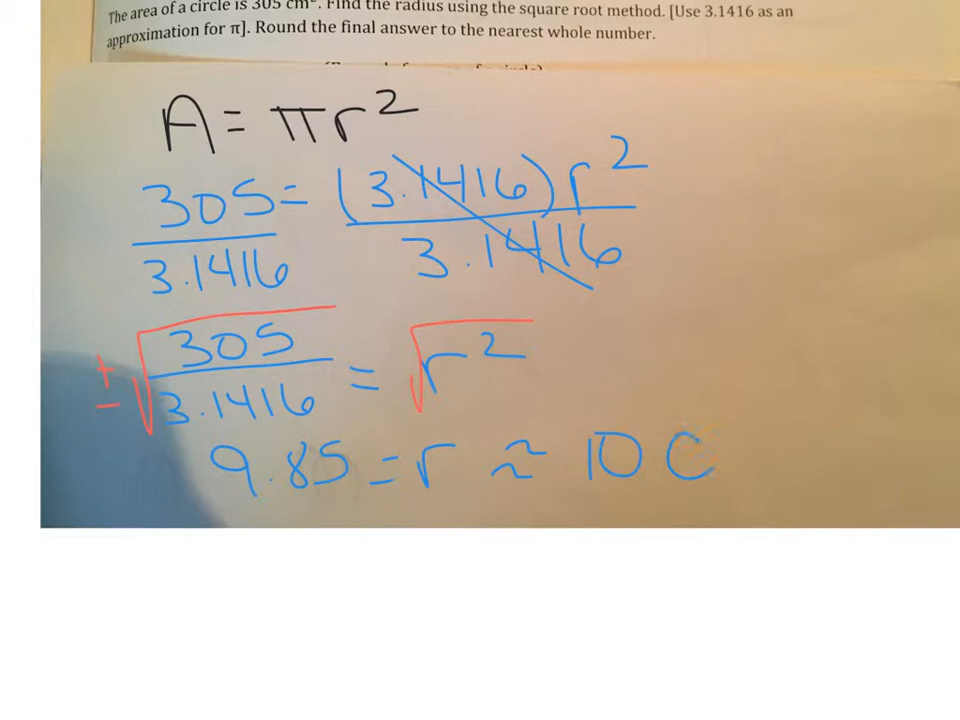 The area of a circle is 305 cm². Find the radius using the square root method. [Use 3.1416 as an
approximation for π]. Round the final answer to the nearest whole number.
A = πr²
305 = (3.1416) r²
3.1416 3.1416
± √305 = √r²
3.1416
9.85 = r ≈ 10 C